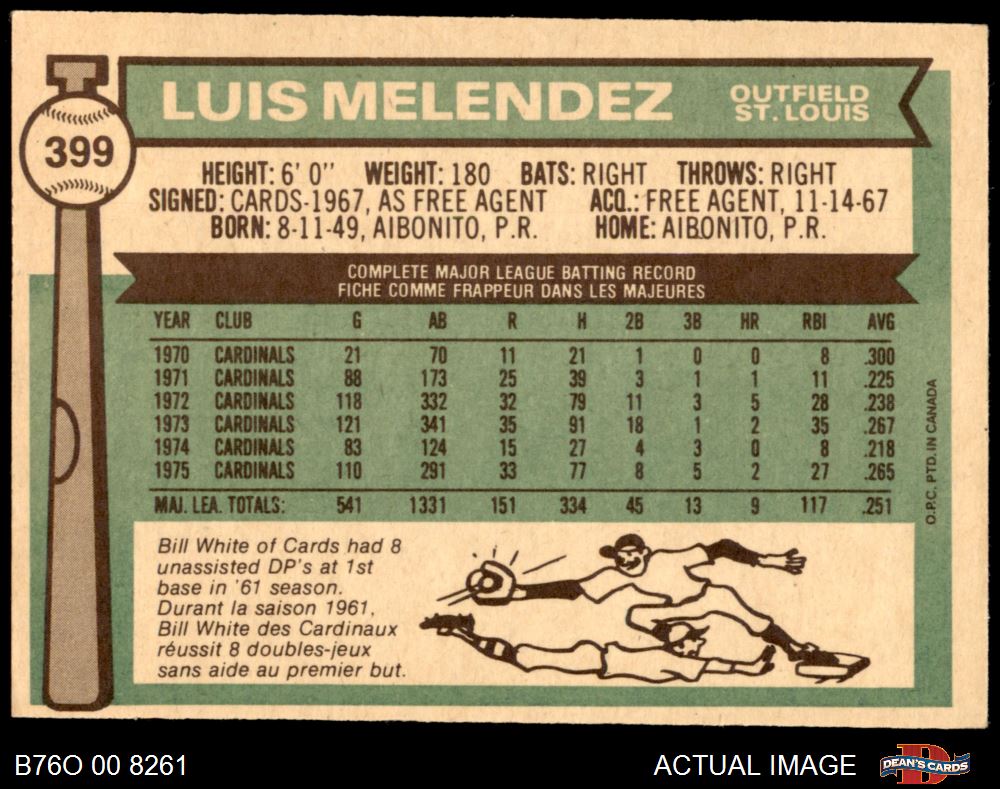 LUIS MELENDEZ
OUTFIELD
ST. LOUIS
399
HEIGHT: 6' 0" WEIGHT: 180 BATS: RIGHT THROWS: RIGHT
SIGNED: CARDS-1967, AS FREE AGENT ACQ.: FREE AGENT, 11-14-67
BORN: 8-11-49, AIBONITO, P.R. HOME: AIBONITO, P.R.
COMPLETE MAJOR LEAGUE BATTING RECORD
FICHE COMME FRAPPEUR DANS LES MAJEURES
YEAR CLUB G AB R H 2B 3B HR RBI AVG
1970 CARDINALS 21 70 11 21 1 0 0 8 .300
1971 CARDINALS 88 173 25 39 3 1 1 11 .225
1972 CARDINALS 118 332 32 79 11 3 5 28 .238
1973 CARDINALS 121 341 35 91 18 1 2 35 .267
1974 CARDINALS 83 124 15 27 4 3 0 8 .218
1975 CARDINALS 110 291 33 77 8 5 2 27 .265
MAJ. LEA. TOTALS: 541 1331 151 334 45 13 9 117 .251
O.P.C. PTD. IN CANADA
Bill White of Cards had 8
unassisted DP's at 1st
base in '61 season.
Durant la saison 1961,
Bill White des Cardinaux
réussit 8 doubles-jeux
sans aide au premier but.
B76O 00 8261
ACTUAL IMAGE
D
DEAN'S CARDS